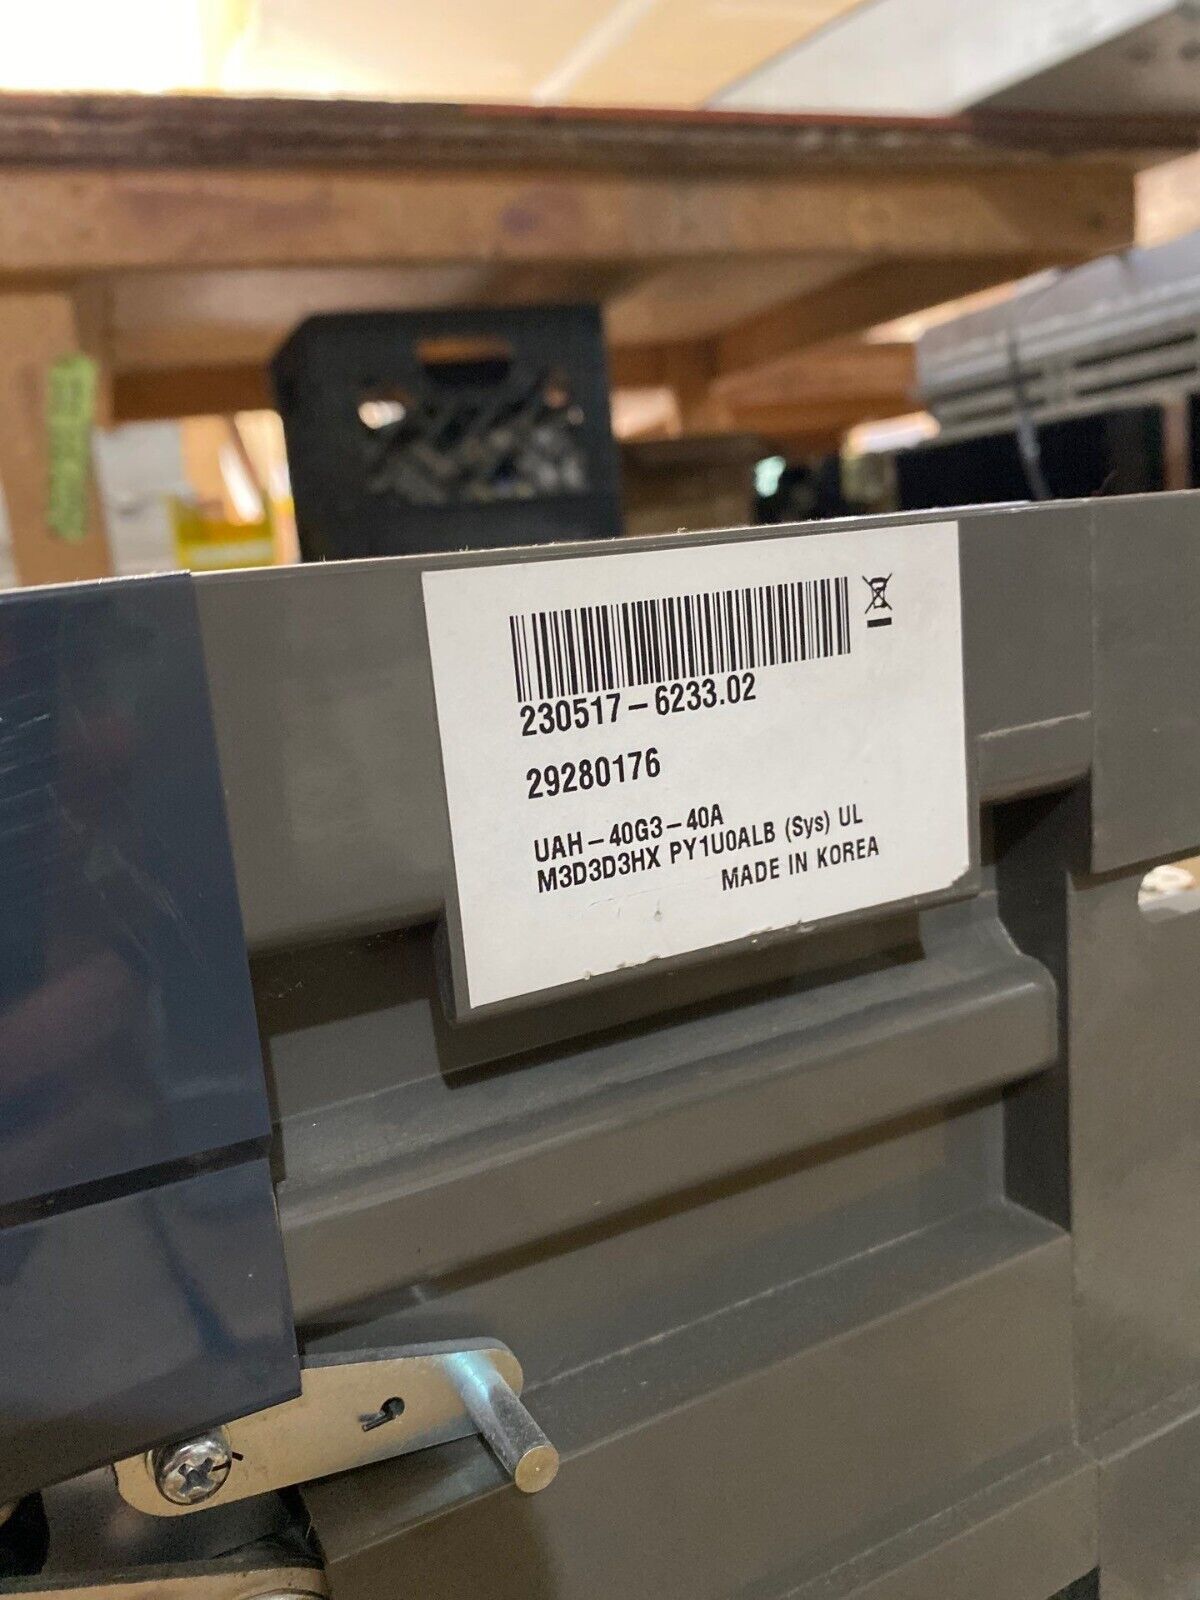 230517-6233.02
29280176
UAH-40G3-40A
M3D3D3HX PY1U0ALB (Sys) UL
MADE IN KOREA